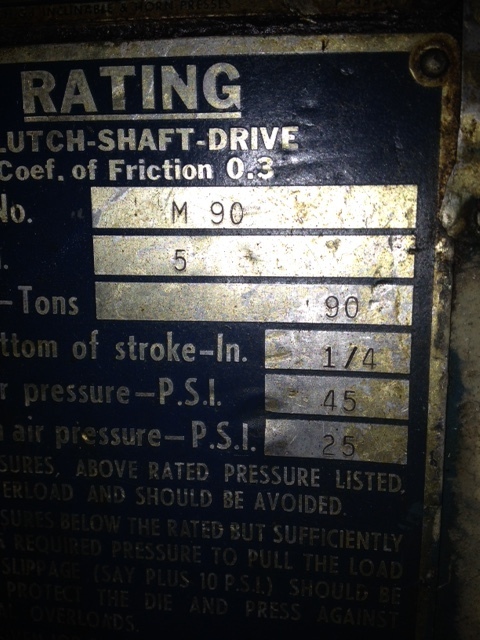 INCLINABLE & HORN PRESSES
RATING
LUTCH-SHAFT-DRIVE
Coef. of Friction 0.3
No. M 90
. 5
–Tons 90
ttom of stroke–In. 1/4
r pressure–P.S.I. 45
air pressure–P.S.I. 25
SURES, ABOVE RATED PRESSURE LISTED,
ERLOAD AND SHOULD BE AVOIDED.
SURES BELOW THE RATED BUT SUFFICIENTLY
REQUIRED PRESSURE TO PULL THE LOAD
SLIPPAGE (SAY PLUS 10 P.S.I.) SHOULD BE
PROTECT THE DIE AND PRESS AGAINST
OVERLOADS.